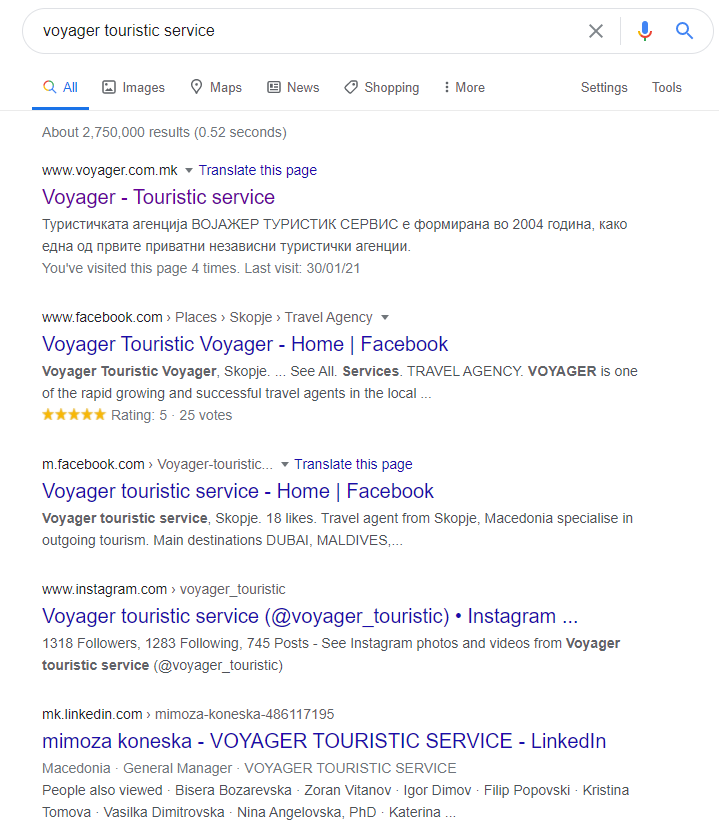 voyager touristic service
All Images Maps News Shopping More Settings Tools
About 2,750,000 results (0.52 seconds)
www.voyager.com.mk Translate this page
Voyager - Touristic service
Туристичката агенција ВОЈАЖЕР ТУРИСТИК СЕРВИС е формирана во 2004 година, како
една од првите приватни независни туристички агенции.
You've visited this page 4 times. Last visit: 30/01/21
www.facebook.com › Places › Skopje › Travel Agency
Voyager Touristic Voyager - Home | Facebook
Voyager Touristic Voyager, Skopje. ... See All. Services. TRAVEL AGENCY. VOYAGER is one
of the rapid growing and successful travel agents in the local ...
Rating: 5 · 25 votes
m.facebook.com › Voyager-touristic... Translate this page
Voyager touristic service - Home | Facebook
Voyager touristic service, Skopje. 18 likes. Travel agent from Skopje, Macedonia specialise in
outgoing tourism. Main destinations DUBAI, MALDIVES,...
www.instagram.com › voyager_touristic
Voyager touristic service (@voyager_touristic) • Instagram ...
1318 Followers, 1283 Following, 745 Posts - See Instagram photos and videos from Voyager
touristic service (@voyager_touristic)
mk.linkedin.com › mimoza-koneska-486117195
mimoza koneska - VOYAGER TOURISTIC SERVICE - LinkedIn
Macedonia · General Manager · VOYAGER TOURISTIC SERVICE
People also viewed · Bisera Bozarevska · Zoran Vitanov · Igor Dimov · Filip Popovski · Kristina
Tomova · Vasilka Dimitrovska · Nina Angelovska, PhD · Katerina ...